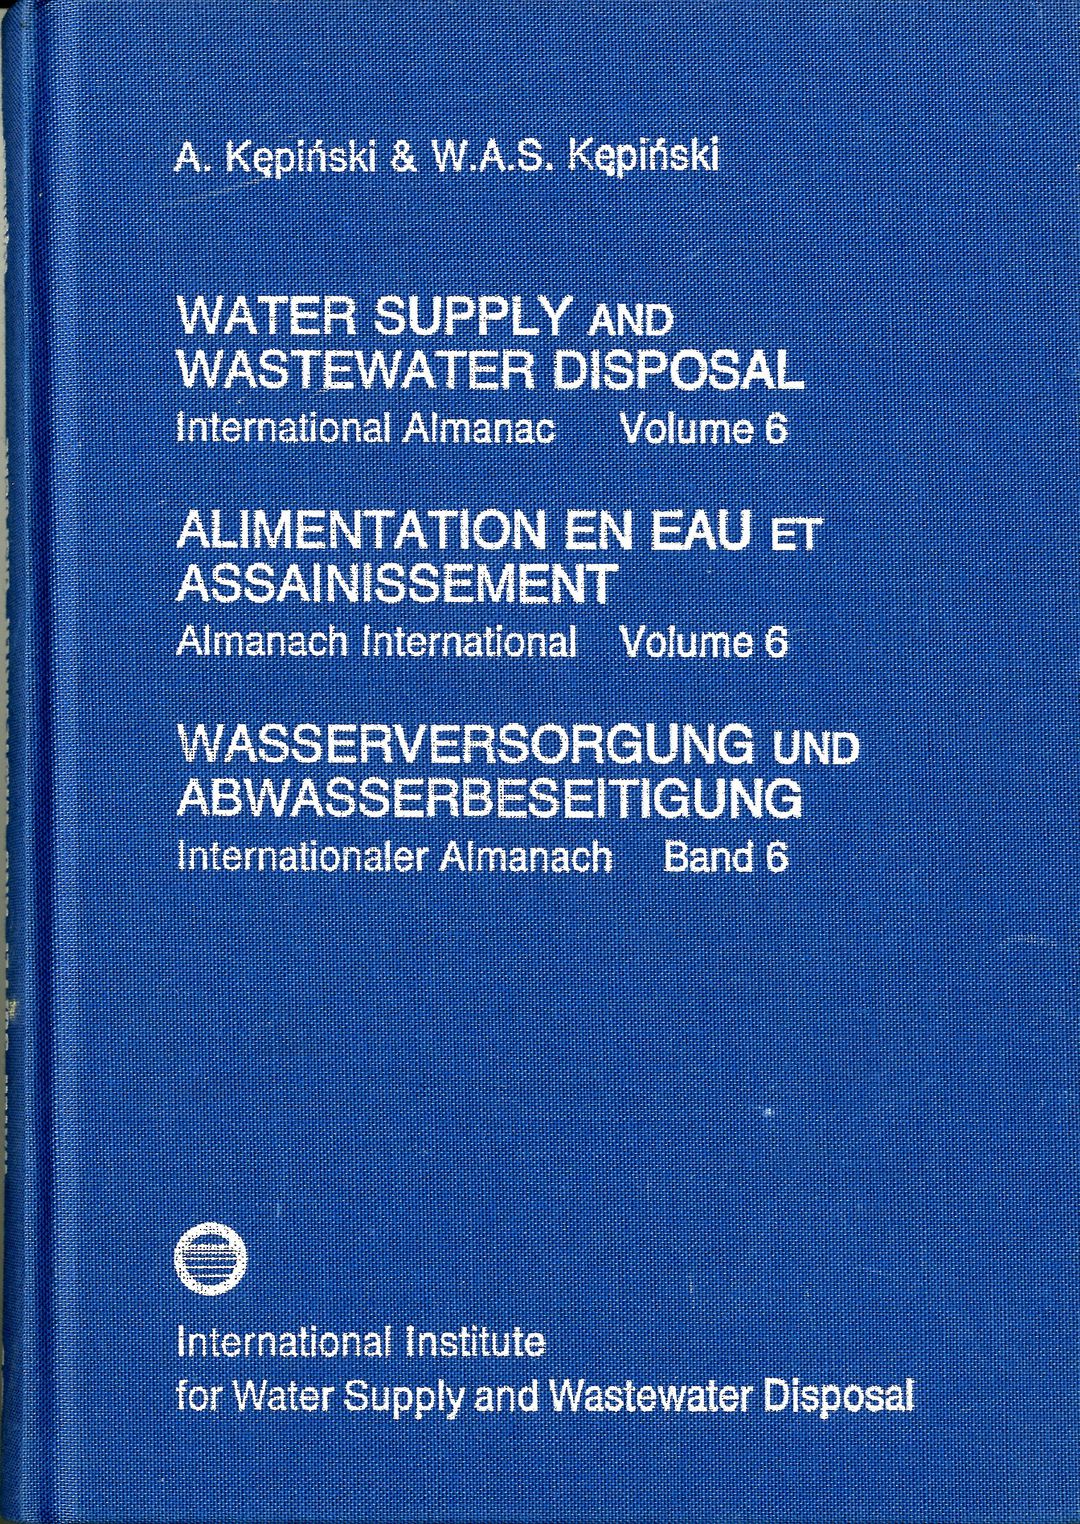 A. Kępiński & W.A.S. Kępiński
WATER SUPPLY AND
WASTEWATER DISPOSAL
International Almanac Volume 6
ALIMENTATION EN EAU ET
ASSAINISSEMENT
Almanach International Volume 6
WASSERVERSORGUNG UND
ABWASSERBESEITIGUNG
Internationaler Almanach Band 6
International Institute
for Water Supply and Wastewater Disposal